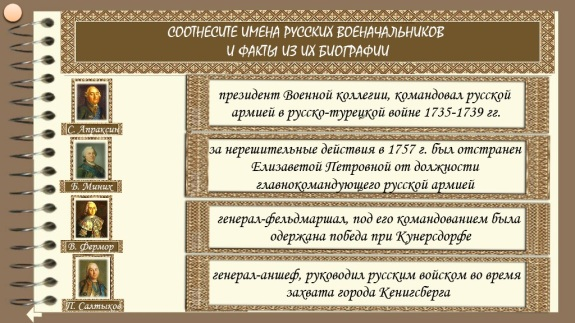 СООТНЕСИТЕ ИМЕНА РУССКИХ ВОЕНАЧАЛЬНИКОВ
И ФАКТЫ ИЗ ИХ БИОГРАФИИ
С. Апраксин
президент Военной коллегии, командовал русской
армией в русско-турецкой войне 1735-1739 гг.
Б. Миних
за нерешительные действия в 1757 г. был отстранен
Елизаветой Петровной от должности
главнокомандующего русской армией
В. Фермор
генерал-фельдмаршал, под его командованием была
одержана победа при Кунерсдорфе
П. Салтыков
генерал-аншеф, руководил русским войском во время
захвата города Кенигсберга